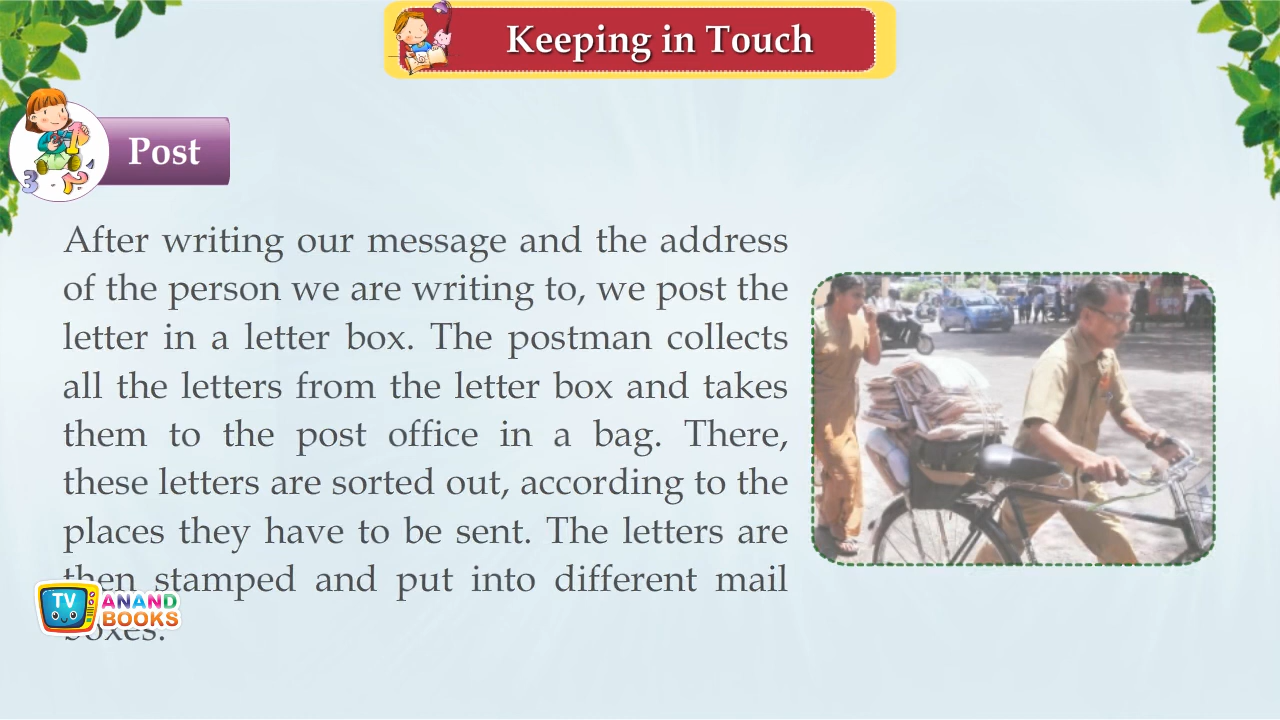 Keeping in Touch
Post
After writing our message and the address
of the person we are writing to, we post the
letter in a letter box. The postman collects
all the letters from the letter box and takes
them to the post office in a bag. There,
these letters are sorted out, according to the
places they have to be sent. The letters are
then stamped and put into different mail
boxes.
TV
ANAND
BOOKS